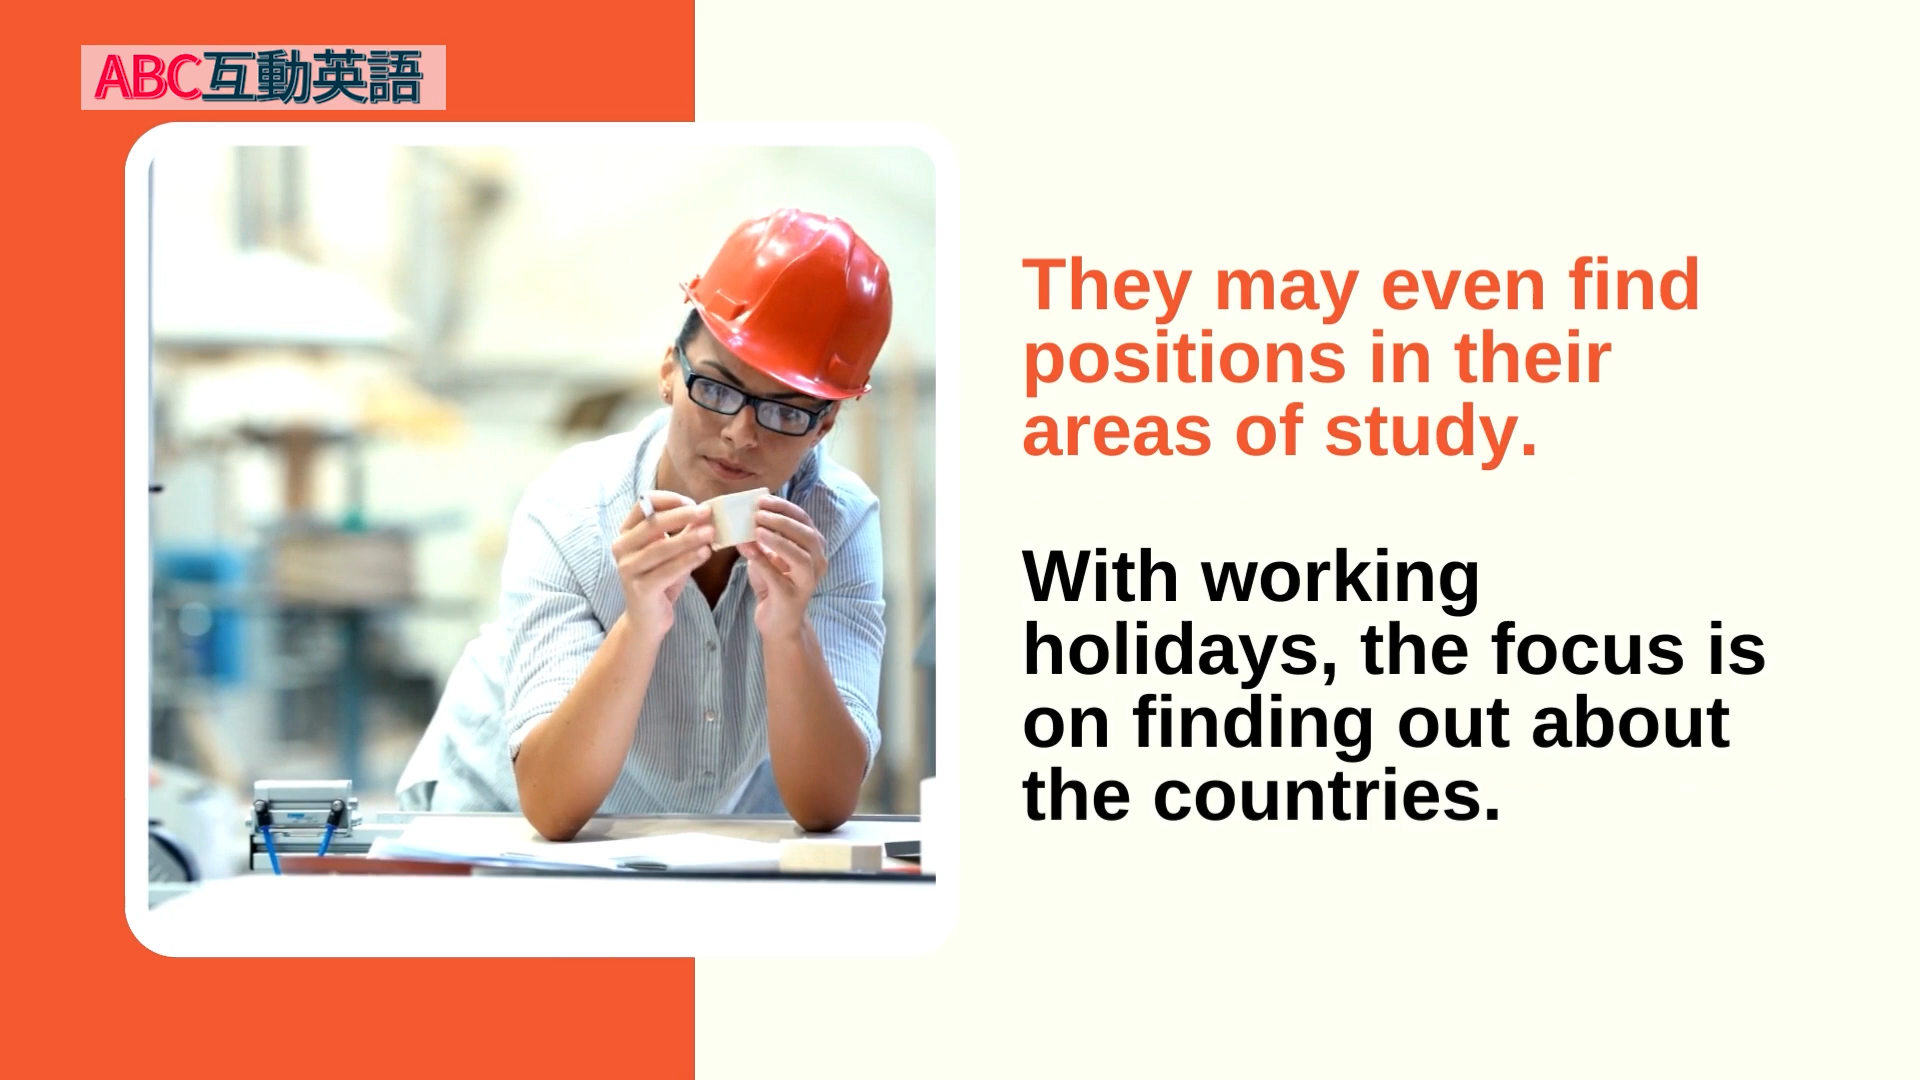 ABC互動英語
They may even find
positions in their
areas of study.
With working
holidays, the focus is
on finding out about
the countries.